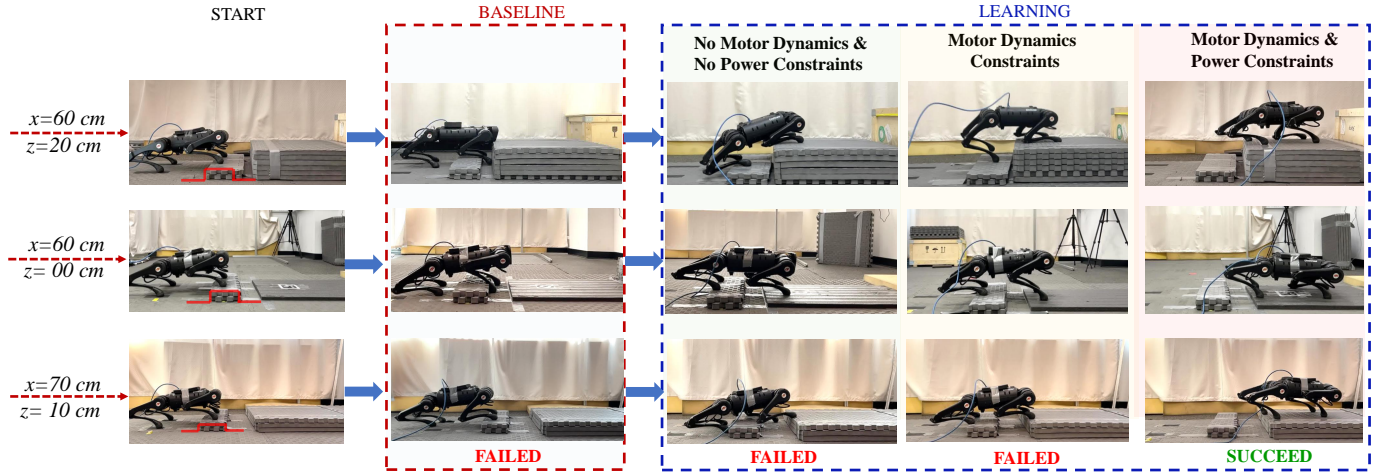 START
BASELINE
LEARNING
No Motor Dynamics &
No Power Constraints
Motor Dynamics
Constraints
Motor Dynamics &
Power Constraints
x=60 cm
z=20 cm
x=60 cm
z= 00 cm
x=70 cm
z= 10 cm
FAILED
FAILED
FAILED
SUCCEED